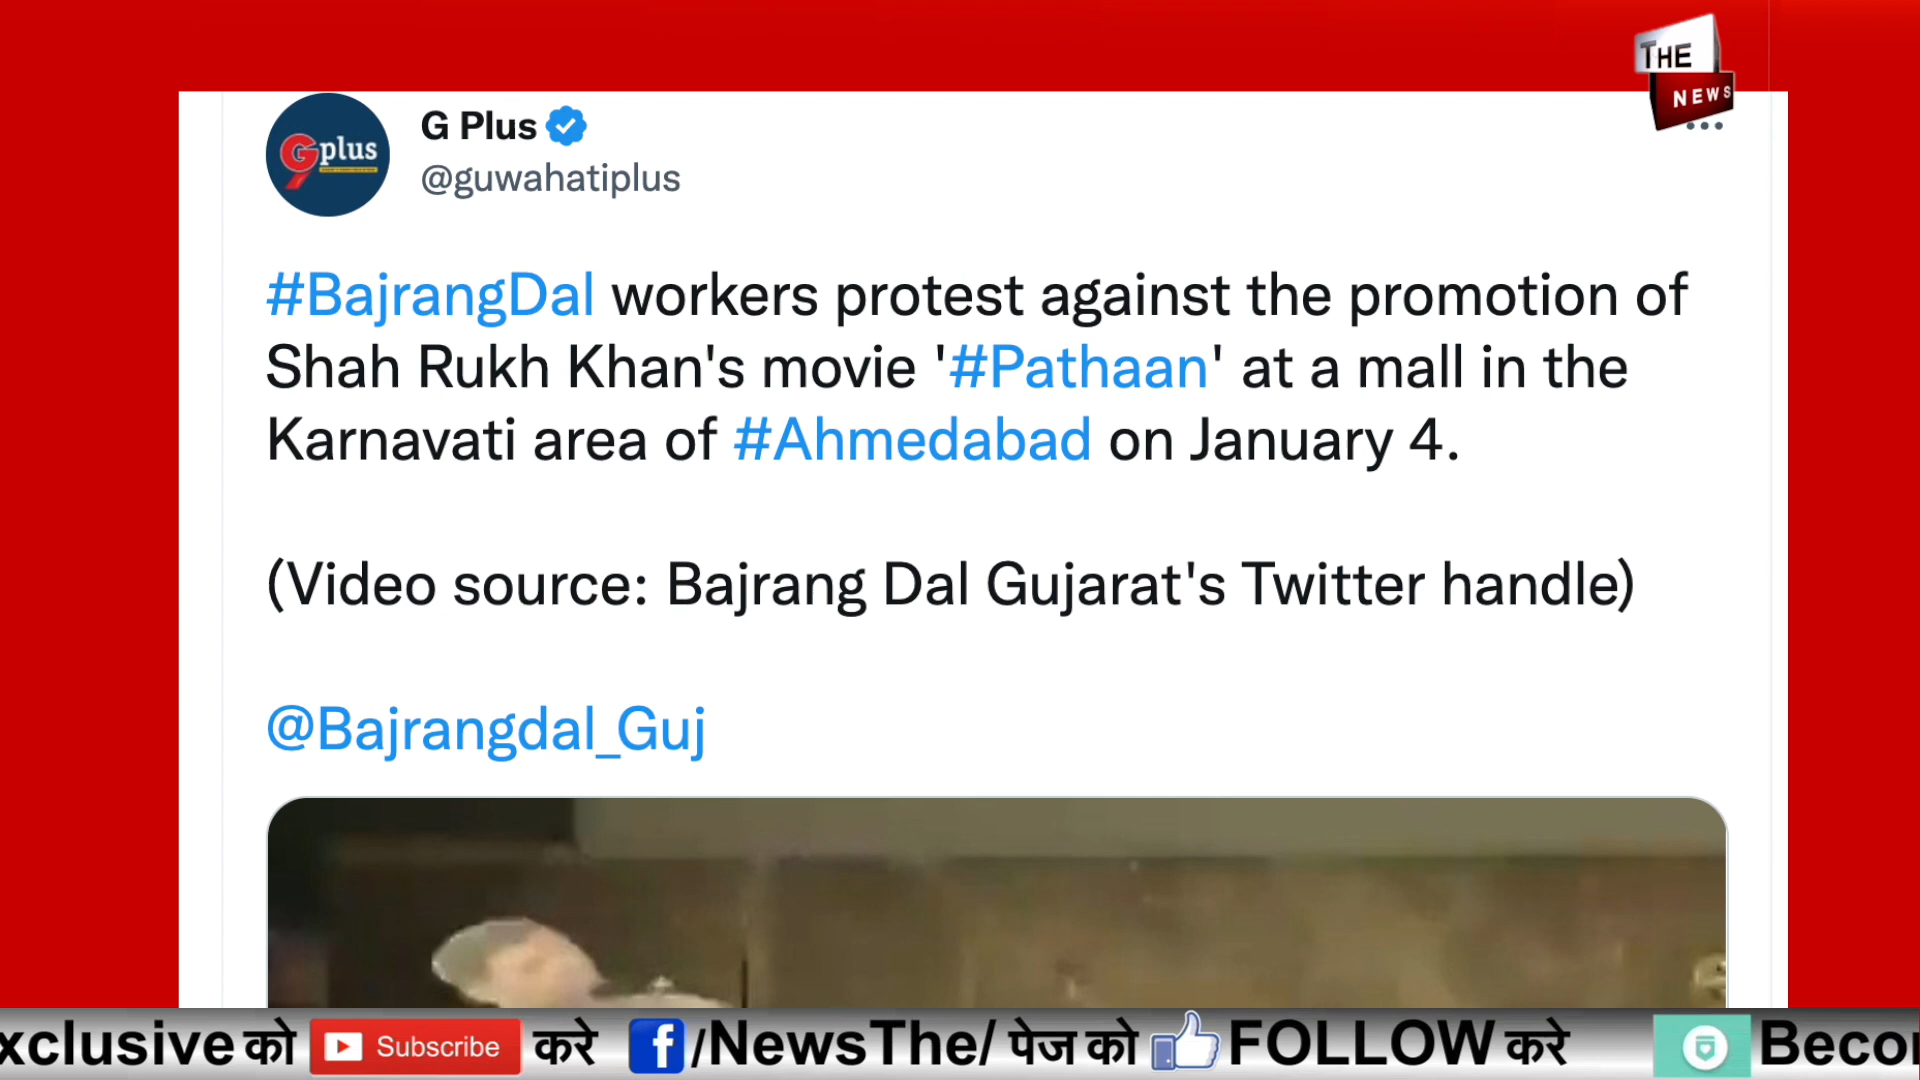 THE
NEWS
Gplus
G Plus
@guwahatiplus
#BajrangDal workers protest against the promotion of
Shah Rukh Khan's movie '#Pathaan' at a mall in the
Karnavati area of #Ahmedabad on January 4.
(Video source: Bajrang Dal Gujarat's Twitter handle)
@Bajrangdal_Guj
xclusive को Subscribe करे f/NewsThe/ पेज को FOLLOW करे Becor